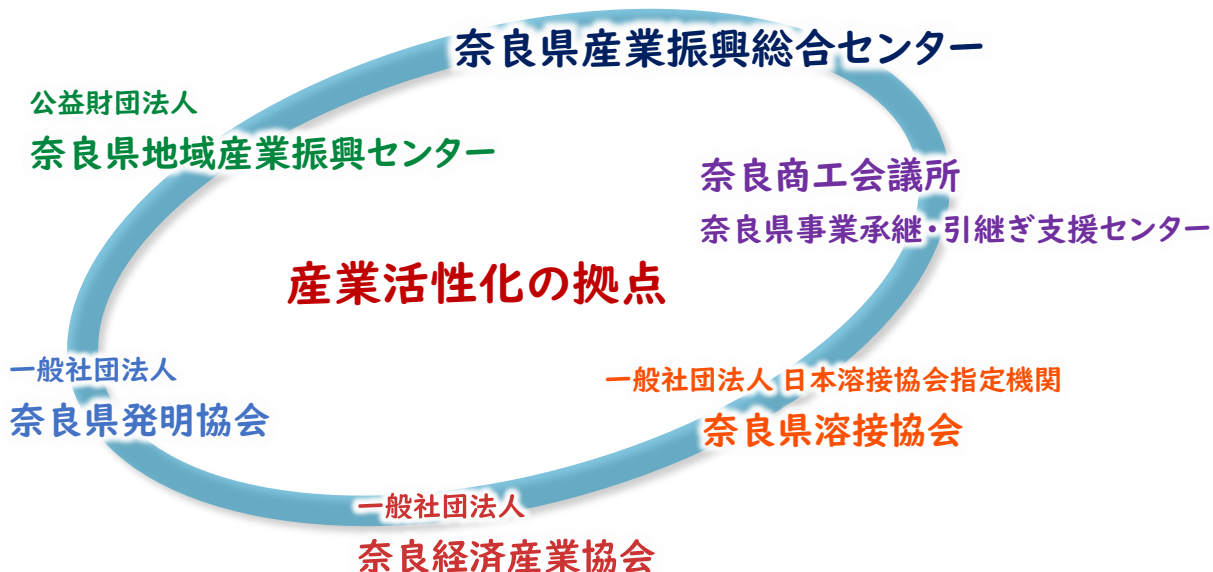 奈良県産業振興総合センター
公益財団法人
奈良県地域産業振興センター
奈良商工会議所
奈良県事業承継・引継ぎ支援センター
産業活性化の拠点
一般社団法人
奈良県発明協会
一般社団法人 日本溶接協会指定機関
奈良県溶接協会
一般社団法人
奈良経済産業協会